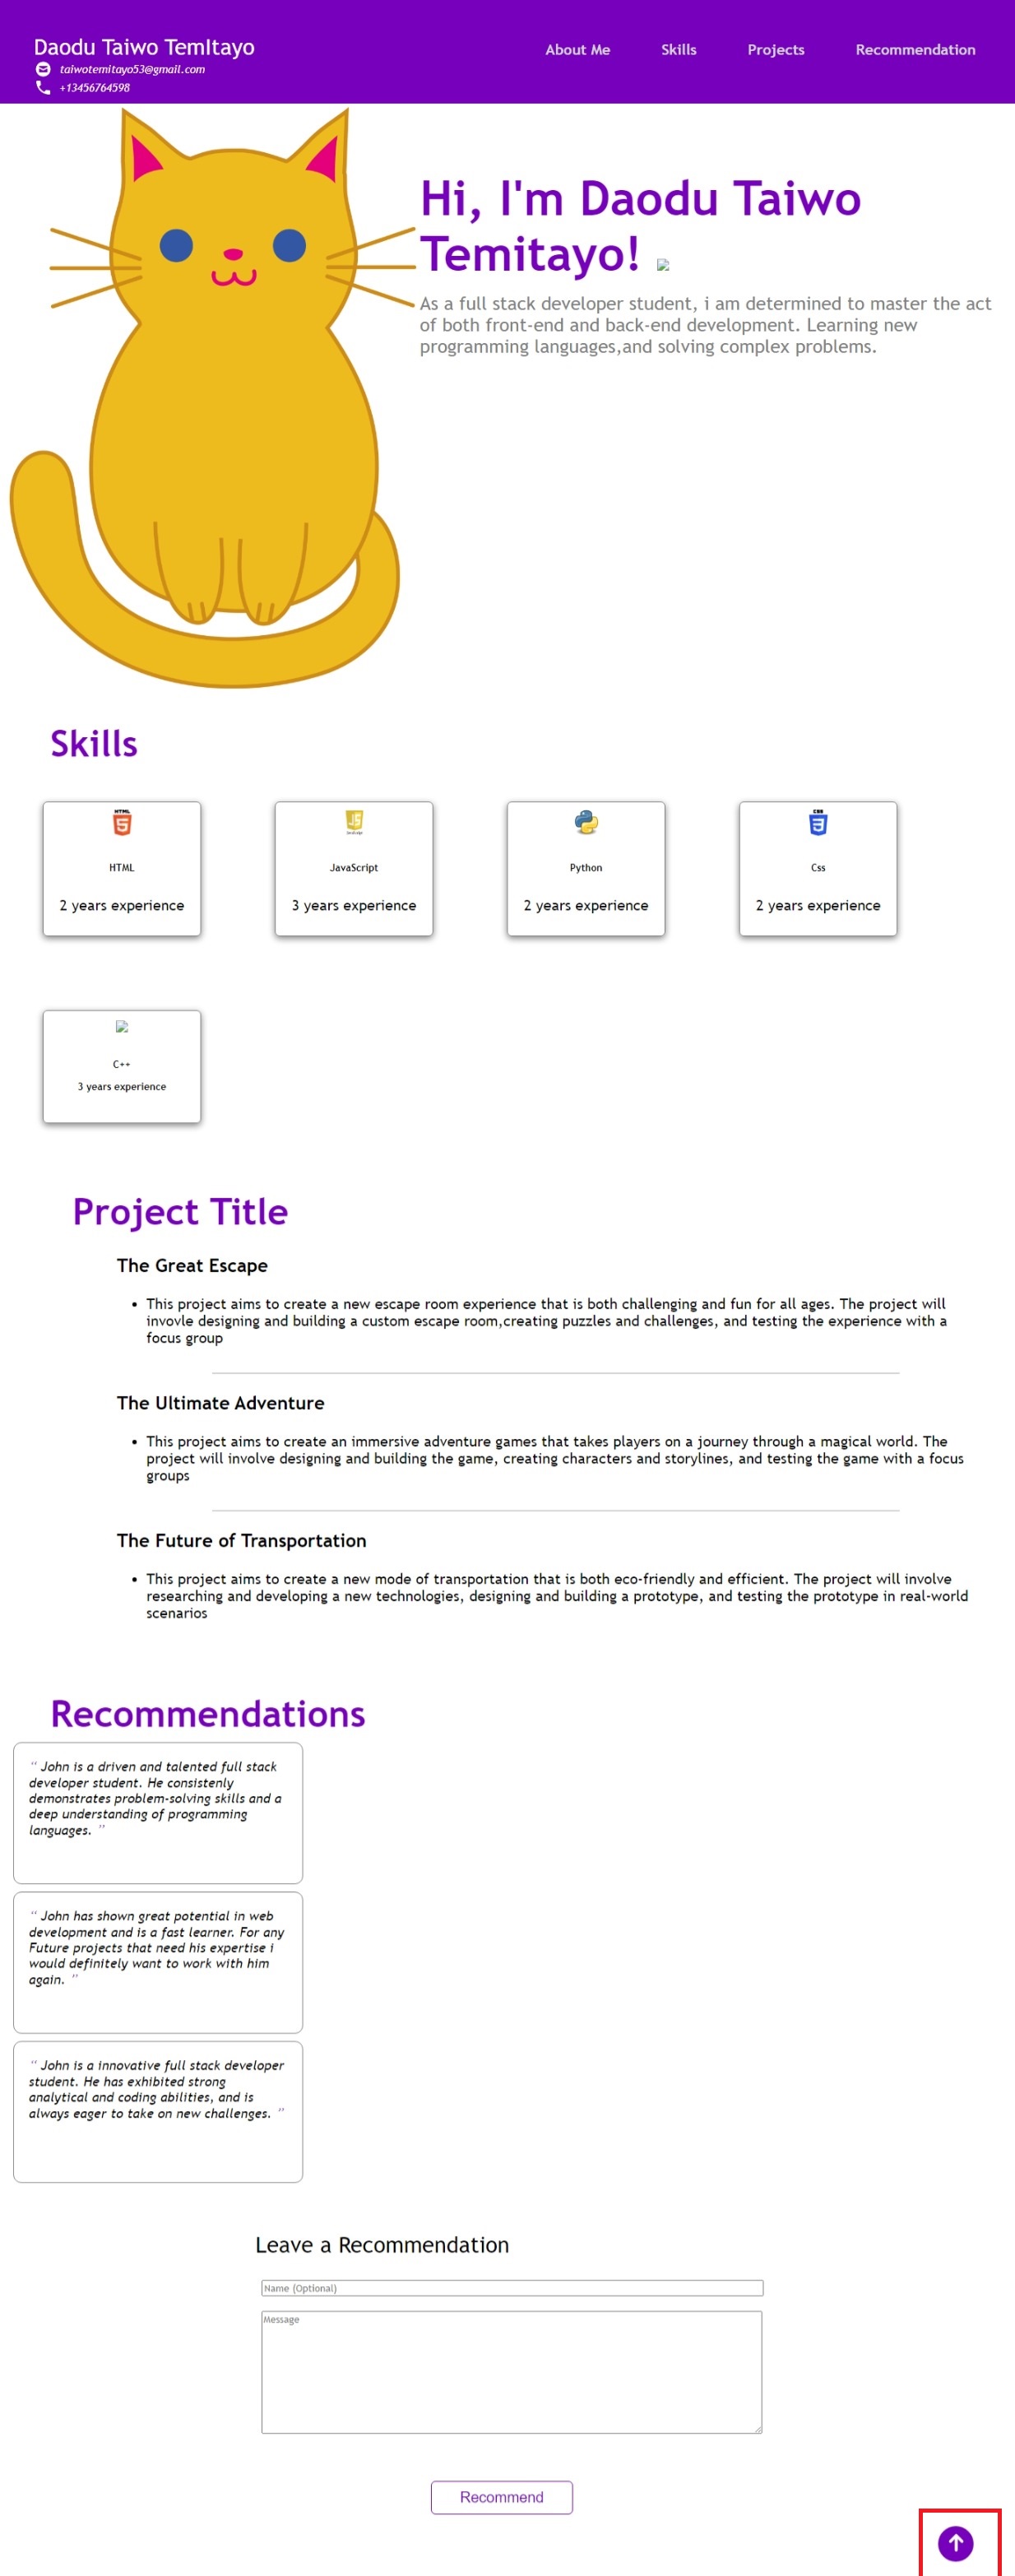 Daodu Taiwo TemItayo
taiwotemitayo53@gmail.com
+13456764598
About Me
Skills
Projects
Recommendation
Hi, I'm Daodu Taiwo
Temitayo!
As a full stack developer student, i am determined to master the act
of both front-end and back-end development. Learning new
programming languages,and solving complex problems.
Skills
HTML
5
HTML
2 years experience
JS
JavaScript
JavaScript
3 years experience
Python
2 years experience
CSS
3
Css
2 years experience
C++
3 years experience
Project Title
The Great Escape
• This project aims to create a new escape room experience that is both challenging and fun for all ages. The project will
invovle designing and building a custom escape room,creating puzzles and challenges, and testing the experience with a
focus group
The Ultimate Adventure
• This project aims to create an immersive adventure games that takes players on a journey through a magical world. The
project will involve designing and building the game, creating characters and storylines, and testing the game with a focus
groups
The Future of Transportation
• This project aims to create a new mode of transportation that is both eco-friendly and efficient. The project will involve
researching and developing a new technologies, designing and building a prototype, and testing the prototype in real-world
scenarios
Recommendations
“ John is a driven and talented full stack
developer student. He consistenly
demonstrates problem-solving skills and a
deep understanding of programming
languages. ”
“ John has shown great potential in web
development and is a fast learner. For any
Future projects that need his expertise i
would definitely want to work with him
again. ”
“ John is a innovative full stack developer
student. He has exhibited strong
analytical and coding abilities, and is
always eager to take on new challenges. ”
Leave a Recommendation
Name (Optional)
Message
Recommend